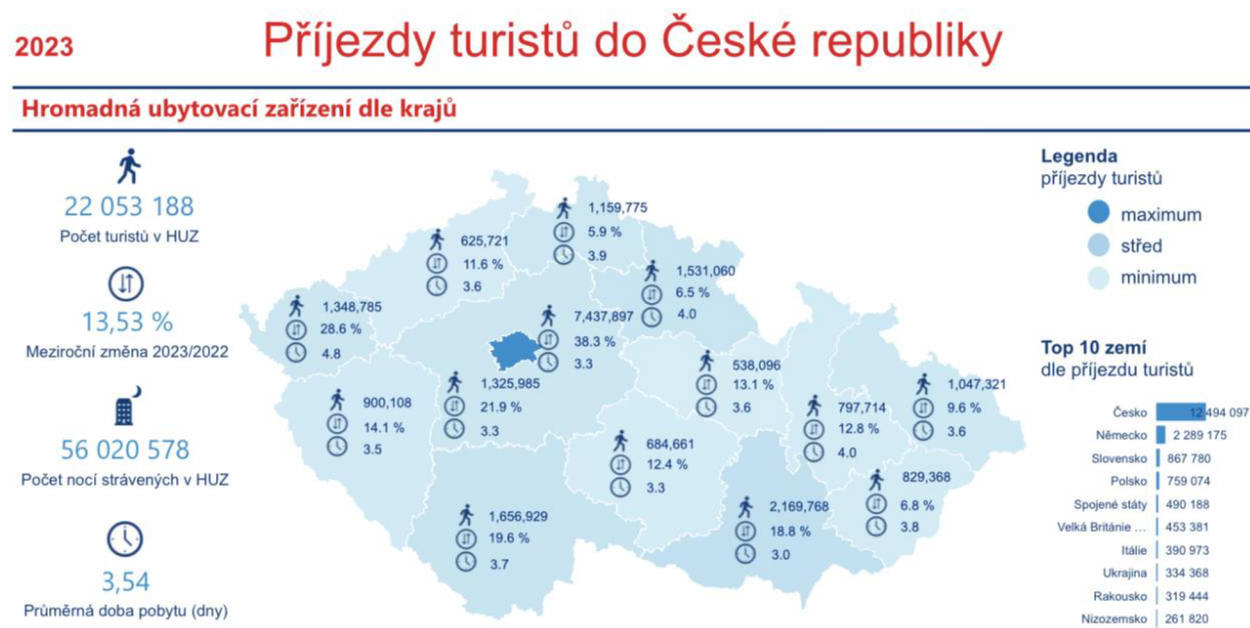 2023
Příjezdy turistů do České republiky
Hromadná ubytovací zařízení dle krajů
22 053 188
Počet turistů v HUZ
13,53 %
Meziroční změna 2023/2022
56 020 578
Počet nocí strávených v HUZ
3,54
Průměrná doba pobytu (dny)
1,159,775
5.9 %
3.9
625,721
11.6 %
3.6
1,531,060
6.5 %
4.0
1,348,785
28.6 %
4.8
7,437,897
38.3 %
3.3
538,096
13.1 %
3.6
1,325,985
21.9 %
3.3
1,047,321
9.6 %
3.6
900,108
14.1 %
3.5
797,714
12.8 %
4.0
684,661
12.4 %
3.3
829,368
6.8 %
3.8
2,169,768
18.8 %
3.0
1,656,929
19.6 %
3.7
Legenda
příjezdy turistů
maximum
střed
minimum
Top 10 zemí
dle příjezdu turistů
Česko 12 494 097
Německo 2 289 175
Slovensko 867 780
Polsko 759 074
Spojené státy 490 188
Velká Británie ... 453 381
Itálie 390 973
Ukrajina 334 368
Rakousko 319 444
Nizozemsko 261 820